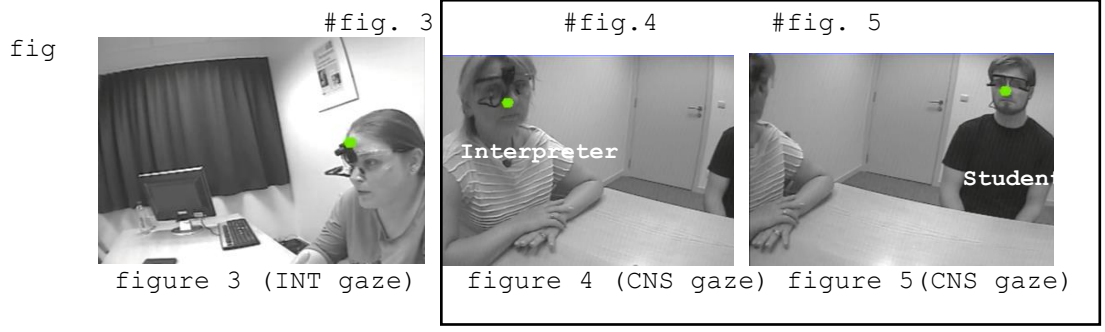 #fig. 3 #fig.4 #fig. 5
fig
Interpreter
Studen
figure 3 (INT gaze) figure 4 (CNS gaze) figure 5(CNS gaze)